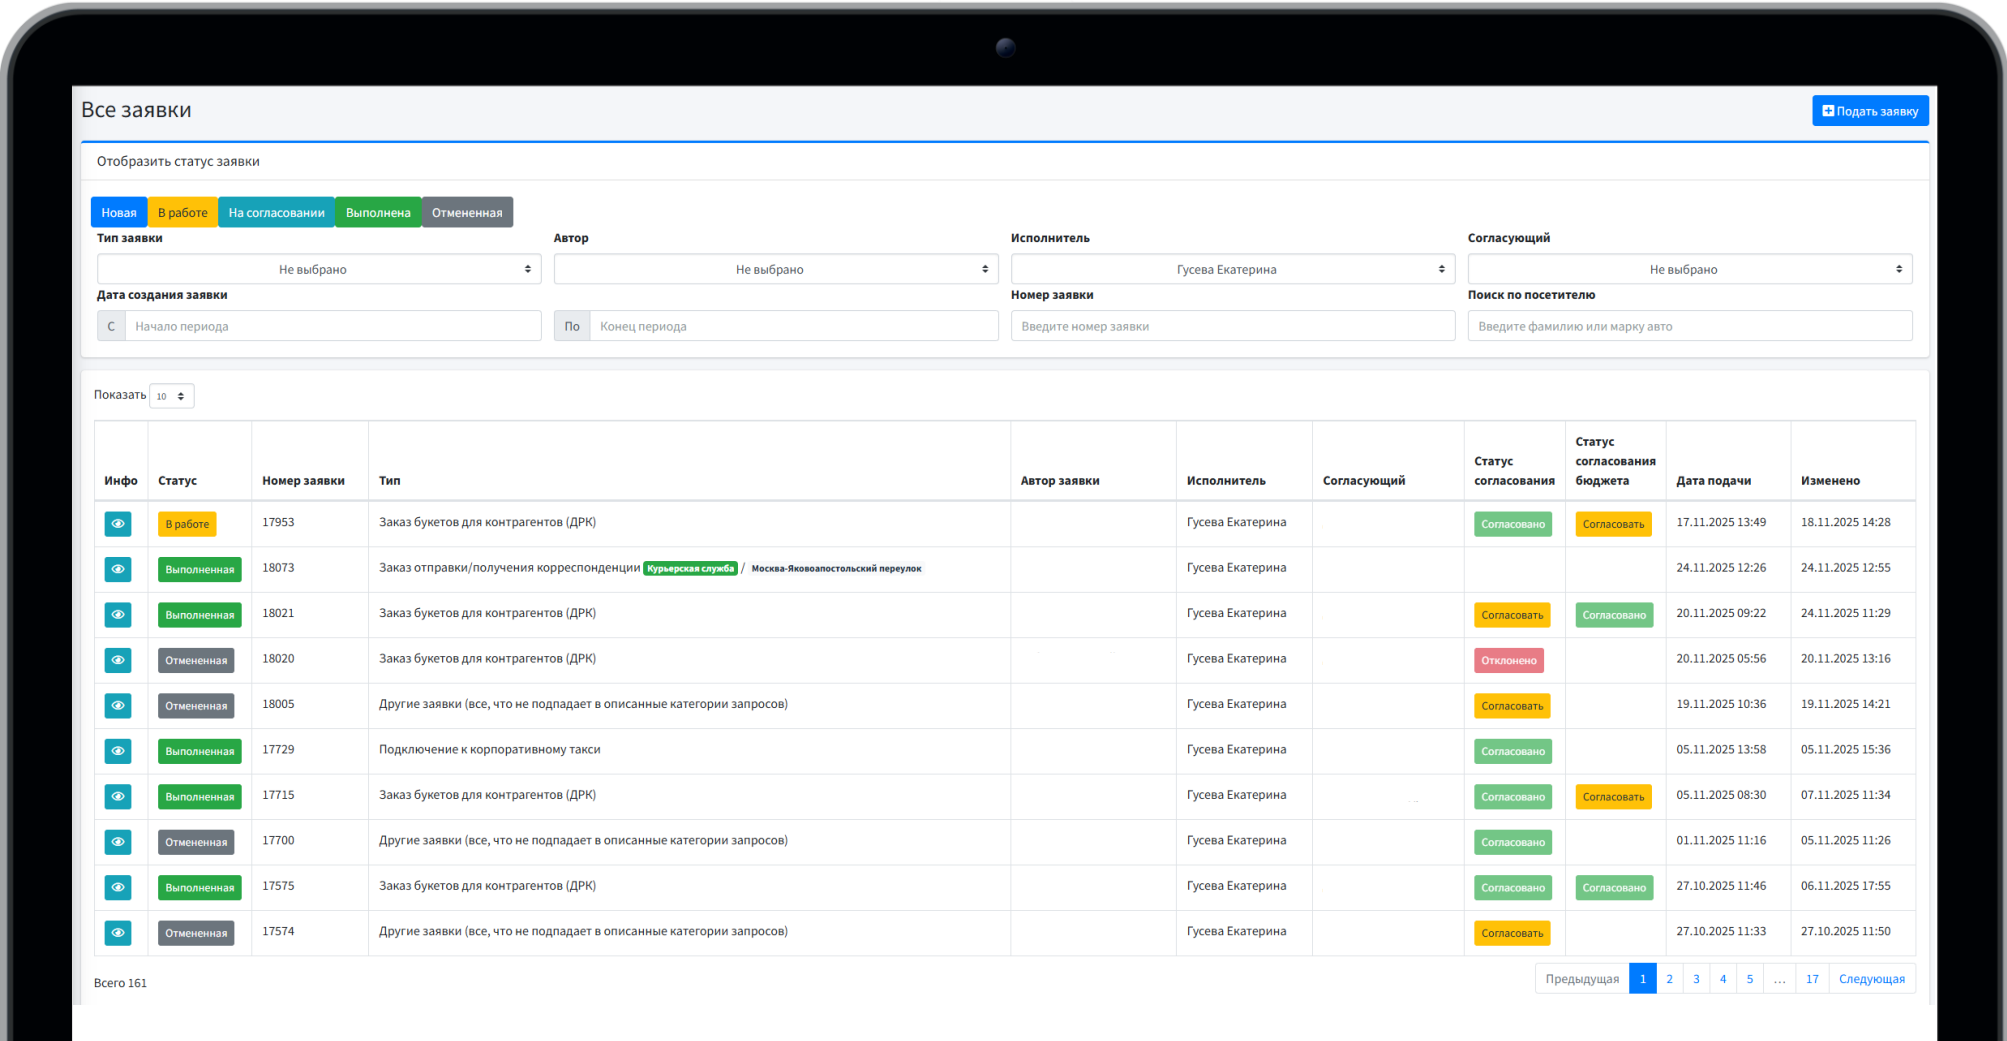 Все заявки
Подать заявку
Отобразить статус заявки
Новая В работе На согласовании Выполнена Отмененная
Тип заявки Автор Исполнитель Согласующий
Не выбрано Не выбрано Гусева Екатерина Не выбрано
Дата создания заявки Номер заявки Поиск по посетителю
С Начало периода По Конец периода Введите номер заявки Введите фамилию или марку авто
Показать 10
Инфо Статус Номер заявки Тип Автор заявки Исполнитель Согласующий Статус согласования Статус согласования бюджета Дата подачи Изменено
В работе 17953 Заказ букетов для контрагентов (ДРК) Гусева Екатерина Согласовано Согласовать 17.11.2025 13:49 18.11.2025 14:28
Выполненная 18073 Заказ отправки/получения корреспонденции Курьерская служба / Москва-Яковоапостольский переулок Гусева Екатерина 24.11.2025 12:26 24.11.2025 12:55
Выполненная 18021 Заказ букетов для контрагентов (ДРК) Гусева Екатерина Согласовать Согласовано 20.11.2025 09:22 24.11.2025 11:29
Отмененная 18020 Заказ букетов для контрагентов (ДРК) Гусева Екатерина Отклонено 20.11.2025 05:56 20.11.2025 13:16
Отмененная 18005 Другие заявки (все, что не подпадает в описанные категории запросов) Гусева Екатерина Согласовать 19.11.2025 10:36 19.11.2025 14:21
Выполненная 17729 Подключение к корпоративному такси Гусева Екатерина Согласовано 05.11.2025 13:58 05.11.2025 15:36
Выполненная 17715 Заказ букетов для контрагентов (ДРК) Гусева Екатерина Согласовано Согласовать 05.11.2025 08:30 07.11.2025 11:34
Отмененная 17700 Другие заявки (все, что не подпадает в описанные категории запросов) Гусева Екатерина Согласовано 01.11.2025 11:16 05.11.2025 11:26
Выполненная 17575 Заказ букетов для контрагентов (ДРК) Гусева Екатерина Согласовано Согласовано 27.10.2025 11:46 06.11.2025 17:55
Отмененная 17574 Другие заявки (все, что не подпадает в описанные категории запросов) Гусева Екатерина Согласовать 27.10.2025 11:33 27.10.2025 11:50
Всего 161 Предыдущая 1 2 3 4 5 ... 17 Следующая